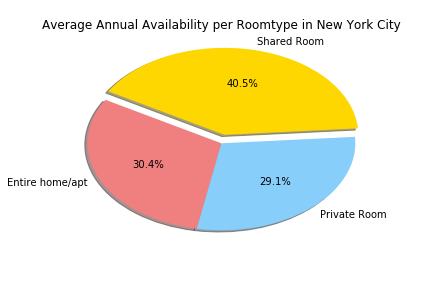 Average Annual Availability per Roomtype in New York City
Shared Room
40.5%
30.4%
Entire home/apt
29.1%
Private Room